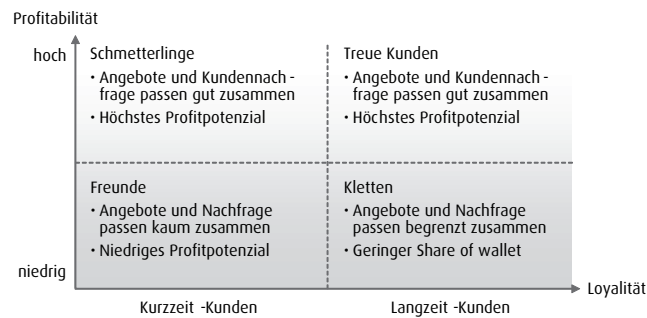 Profitabilität
hoch
Schmetterlinge
• Angebote und Kundennach -
frage passen gut zusammen
• Höchstes Profitpotenzial
Treue Kunden
• Angebote und Kundennach -
frage passen gut zusammen
• Höchstes Profitpotenzial
Freunde
• Angebote und Nachfrage
passen kaum zusammen
• Niedriges Profitpotenzial
Kletten
• Angebote und Nachfrage
passen begrenzt zusammen
• Geringer Share of wallet
niedrig
Loyalität
Kurzzeit -Kunden
Langzeit -Kunden